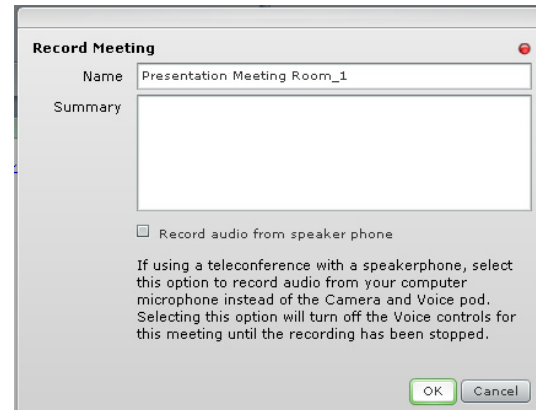 Record Meeting
Name Presentation Meeting Room_1
Summary
Record audio from speaker phone
If using a teleconference with a speakerphone, select
this option to record audio from your computer
microphone instead of the Camera and Voice pod.
Selecting this option will turn off the Voice controls for
this meeting until the recording has been stopped.
OK Cancel